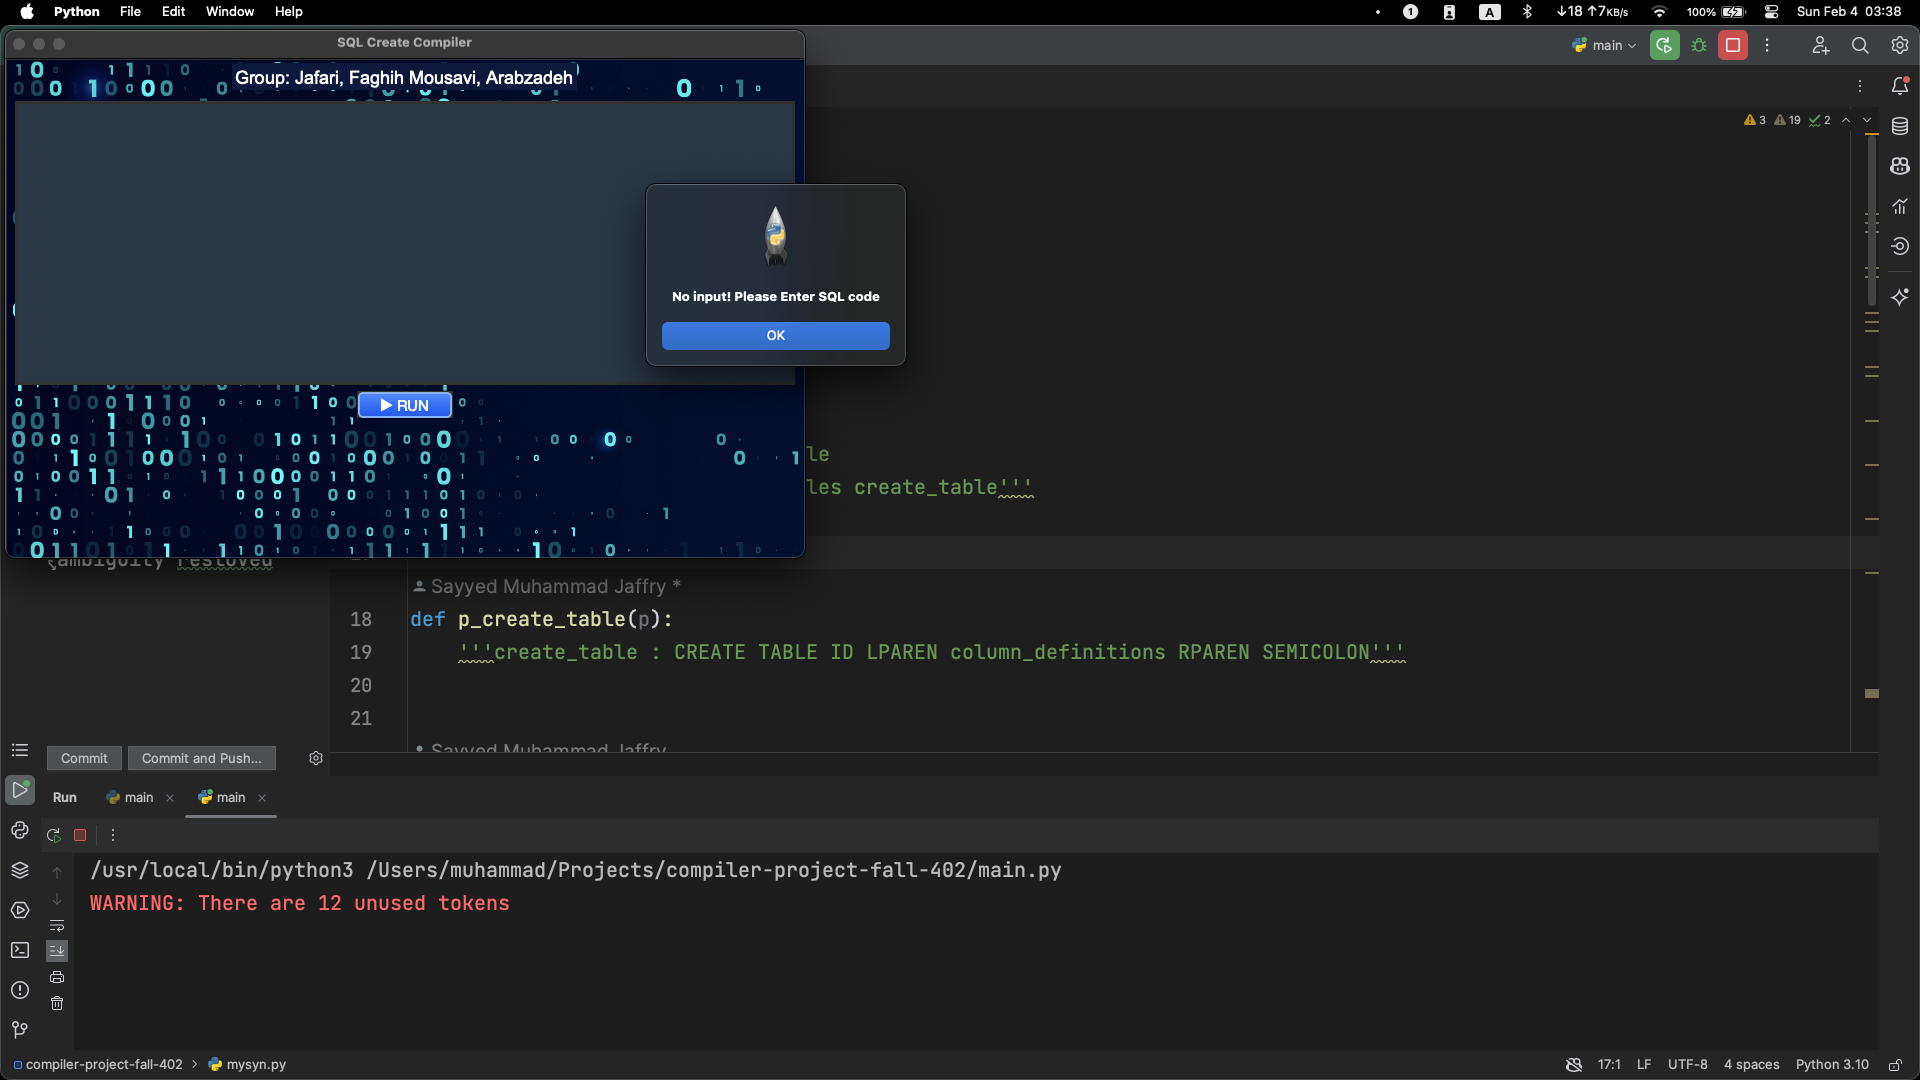 Python File Edit Window Help
1 A ↓18 ↑7KB/s 100% Sun Feb 4 03:38
SQL Create Compiler
main
Group: Jafari, Faghih Mousavi, Arabzadeh
3 19 2
No input! Please Enter SQL code
OK
▶ RUN
le
les create_table'''
Sayyed Muhammad Jaffry *
18 def p_create_table(p):
19 '''create_table : CREATE TABLE ID LPAREN column_definitions RPAREN SEMICOLON'''
20
21
Sayyed Muhammad Jaffry
Commit Commit and Push...
Run main main
/usr/local/bin/python3 /Users/muhammad/Projects/compiler-project-fall-402/main.py
WARNING: There are 12 unused tokens
compiler-project-fall-402 > mysyn.py 17:1 LF UTF-8 4 spaces Python 3.10